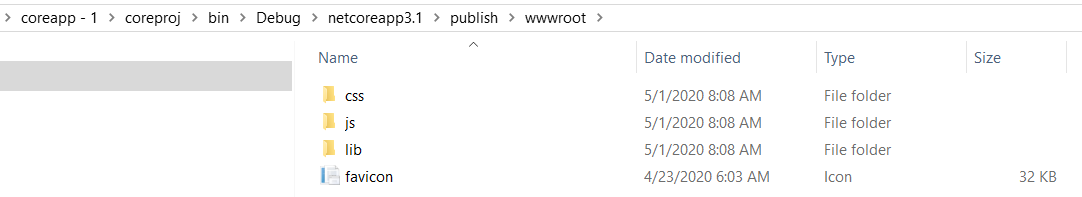 coreapp - 1 > coreproj > bin > Debug > netcoreapp3.1 > publish > wwwroot >
Name Date modified Type Size
css 5/1/2020 8:08 AM File folder
js 5/1/2020 8:08 AM File folder
lib 5/1/2020 8:08 AM File folder
favicon 4/23/2020 6:03 AM Icon 32 KB